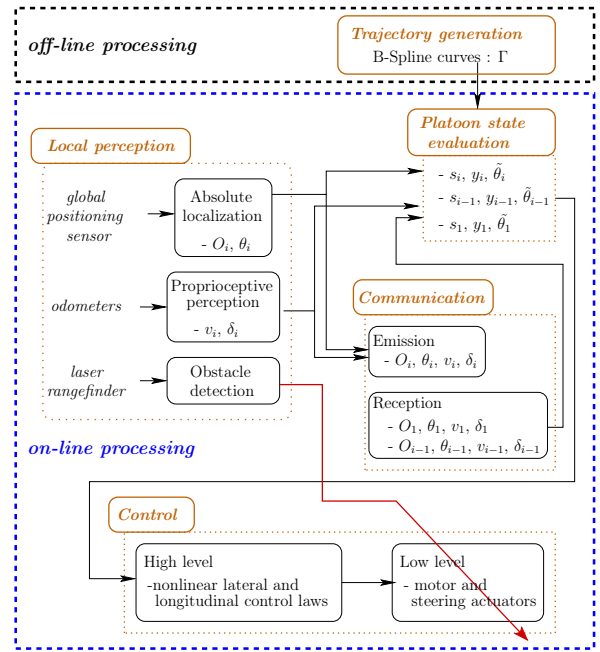 off-line processing
Trajectory generation
B-Spline curves : Γ
Platoon state
evaluation
- s_i, y_i, θ̃_i
- s_{i−1}, y_{i−1}, θ̃_{i−1}
- s_1, y_1, θ̃_1
Local perception
global
positioning
sensor
Absolute
localization
- O_i, θ_i
odometers
Proprioceptive
perception
- v_i, δ_i
laser
rangefinder
Obstacle
detection
Communication
Emission
- O_i, θ_i, v_i, δ_i
Reception
- O_1, θ_1, v_1, δ_1
- O_{i−1}, θ_{i−1}, v_{i−1}, δ_{i−1}
on-line processing
Control
High level
-nonlinear lateral and
longitudinal control laws
Low level
- motor and
steering actuators